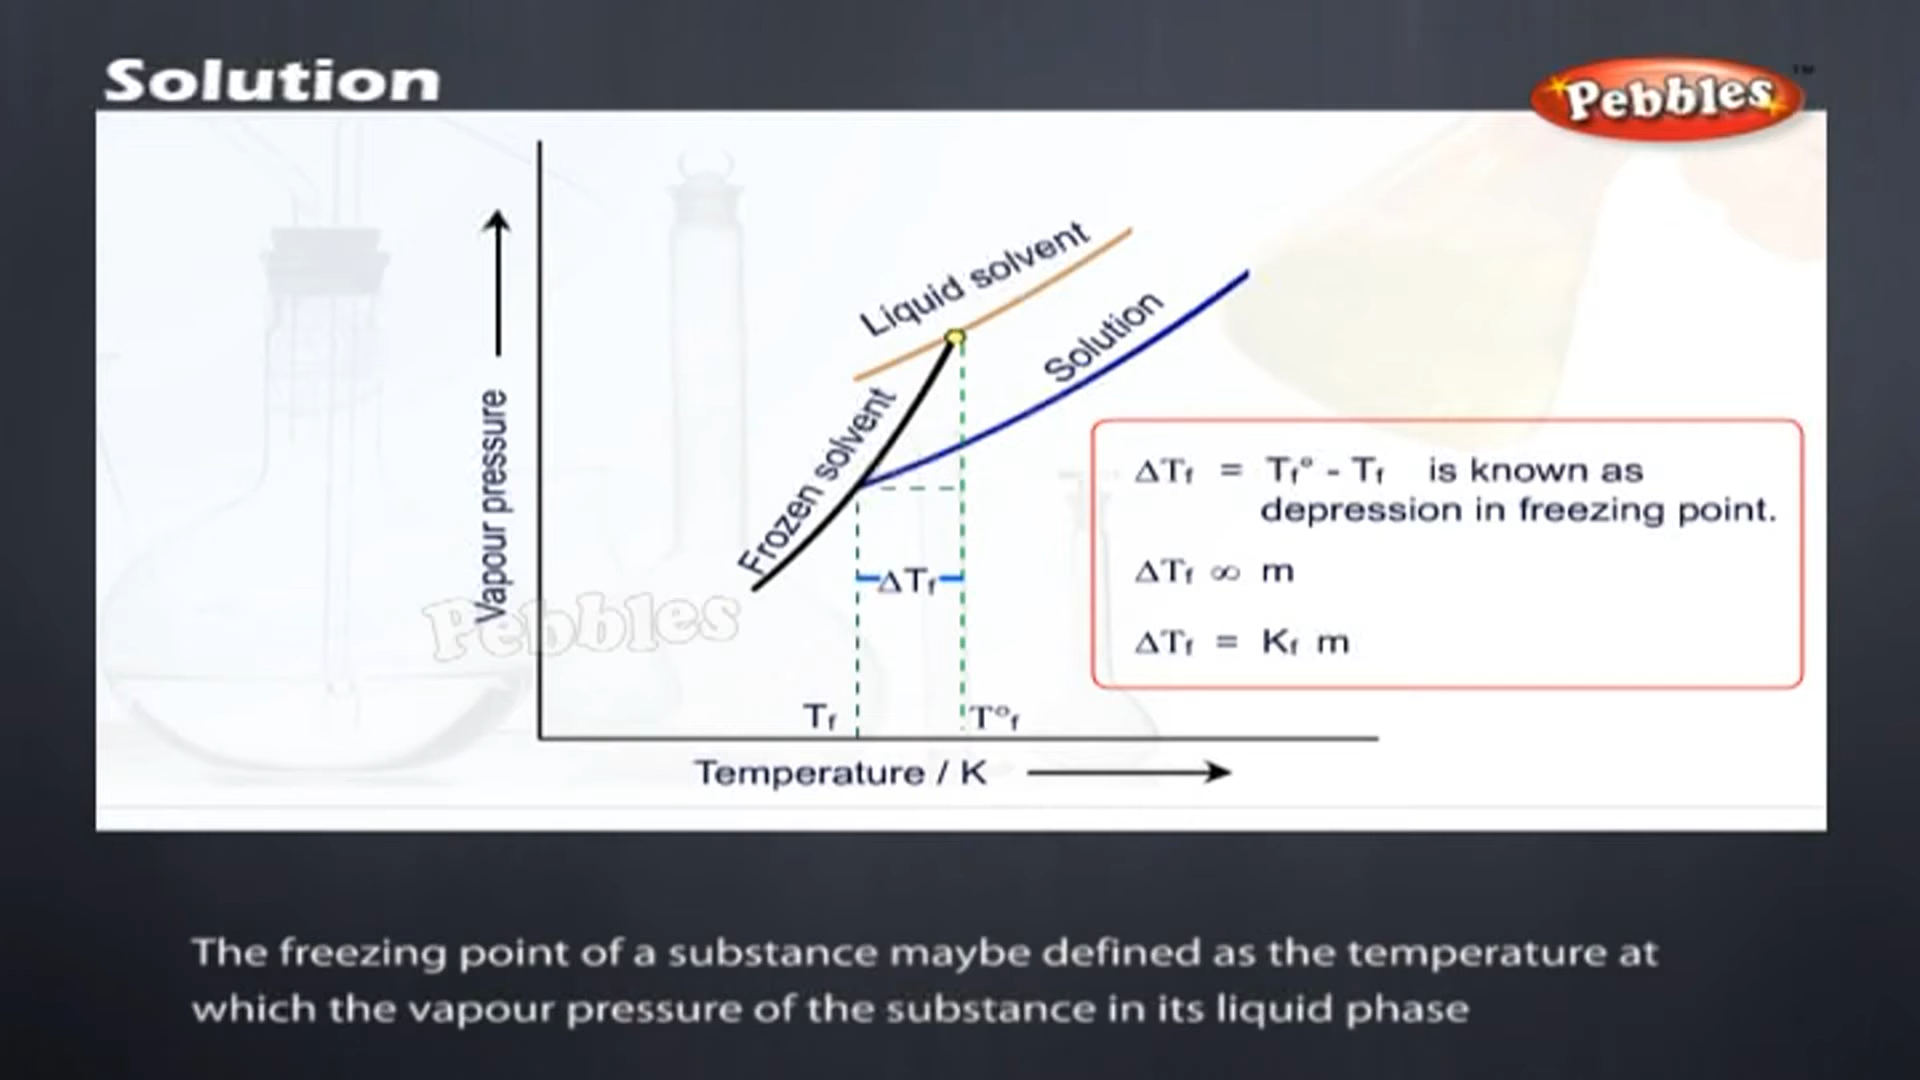 Solution
Pebbles
TM
Liquid solvent
Solution
Frozen solvent
Vapour pressure
ΔTf = Tf° - Tf is known as
depression in freezing point.
ΔTf ∞ m
ΔTf = Kf m
ΔTf
Pebbles
Tf T°f
Temperature / K
The freezing point of a substance maybe defined as the temperature at
which the vapour pressure of the substance in its liquid phase